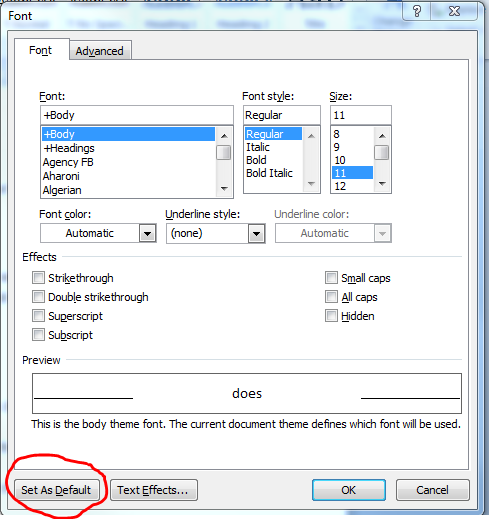 Font
Font Advanced
Font: Font style: Size:
+Body Regular 11
+Body Regular 8
+Headings Italic 9
Agency FB Bold 10
Aharoni Bold Italic 11
Algerian 12
Font color: Underline style: Underline color:
Automatic (none) Automatic
Effects
Strikethrough Small caps
Double strikethrough All caps
Superscript Hidden
Subscript
Preview
does
This is the body theme font. The current document theme defines which font will be used.
Set As Default Text Effects... OK Cancel